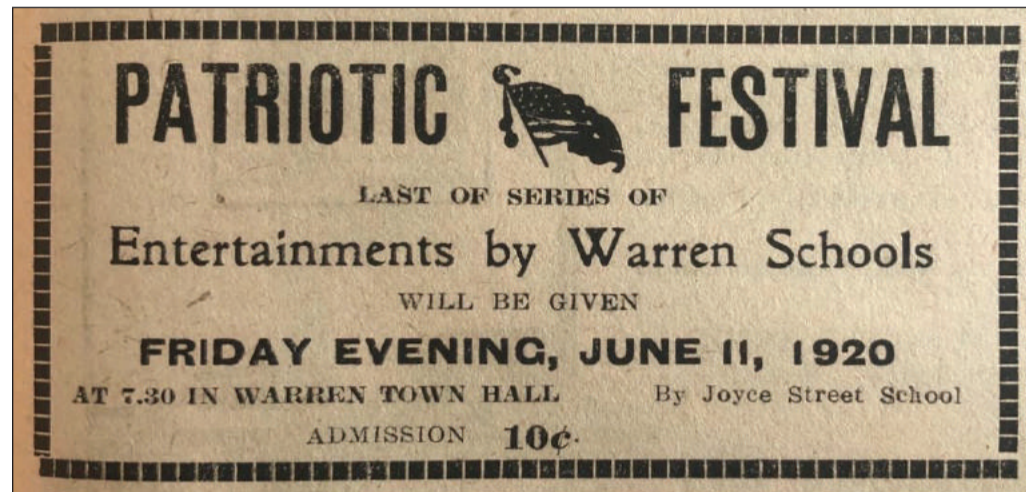 PATRIOTIC FESTIVAL
LAST OF SERIES OF
Entertainments by Warren Schools
WILL BE GIVEN
FRIDAY EVENING, JUNE 11, 1920
AT 7.30 IN WARREN TOWN HALL By Joyce Street School
ADMISSION 10¢.